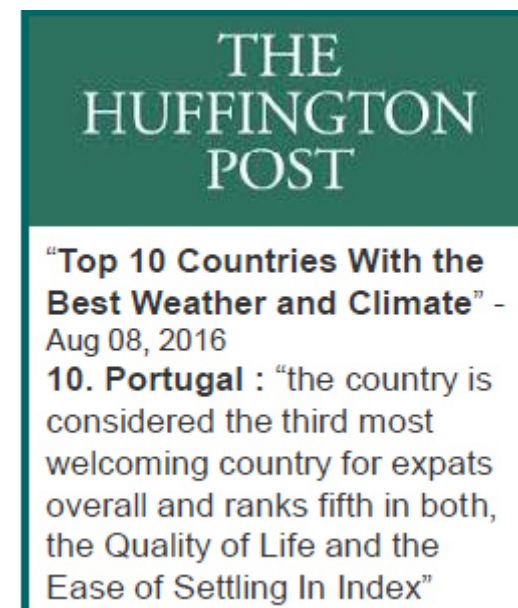 THE
HUFFINGTON
POST
“Top 10 Countries With the
Best Weather and Climate” -
Aug 08, 2016
10. Portugal : “the country is
considered the third most
welcoming country for expats
overall and ranks fifth in both,
the Quality of Life and the
Ease of Settling In Index”